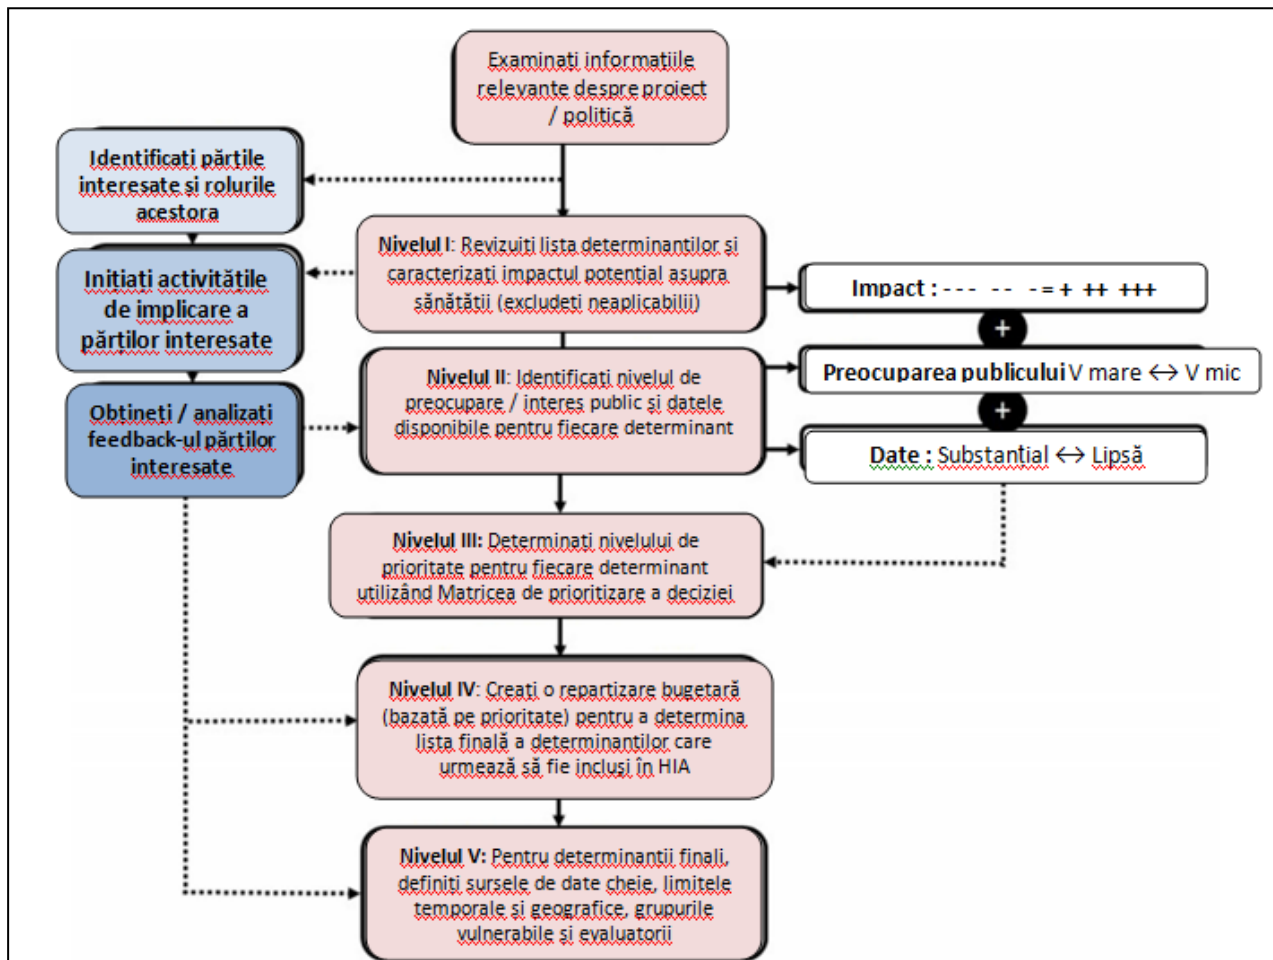 Examinați informațiile
relevante despre proiect
/ politică
Identificați părțile
interesate și rolurile
acestora
Nivelul I: Revizuiți lista determinanților și
caracterizați impactul potențial asupra
sănătății (excludeți neaplicabilii)
Inițiați activitățile
de implicare a
părților interesate
Impact : - - -  - -  - = +  ++  +++
+
Nivelul II: Identificați nivelul de
preocupare / interes public și datele
disponibile pentru fiecare determinant
Preocuparea publicului V mare ↔ V mic
+
Obțineți / analizați
feedback-ul părților
interesate
Date : Substanțial ↔ Lipsă
Nivelul III: Determinați nivelului de
prioritate pentru fiecare determinant
utilizând Matricea de prioritizare a deciziei
Nivelul IV: Creați o repartizare bugetară
(bazată pe prioritate) pentru a determina
lista finală a determinanților care
urmează să fie incluși în HIA
Nivelul V: Pentru determinanții finali,
definiți sursele de date cheie, limitele
temporale și geografice, grupurile
vulnerabile și evaluatorii